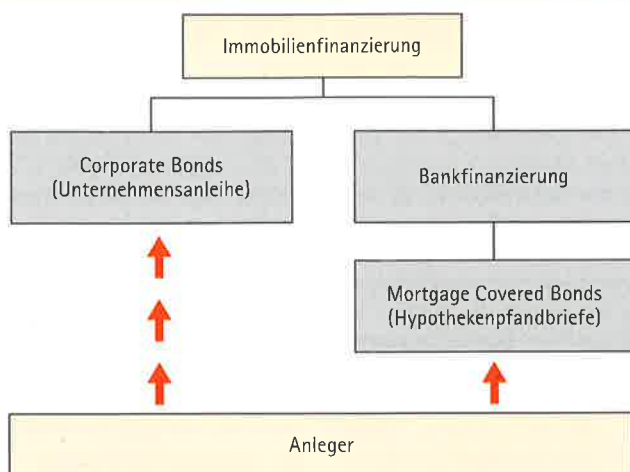 Immobilienfinanzierung
Corporate Bonds
(Unternehmensanleihe)
Bankfinanzierung
Mortgage Covered Bonds
(Hypothekenpfandbriefe)
Anleger